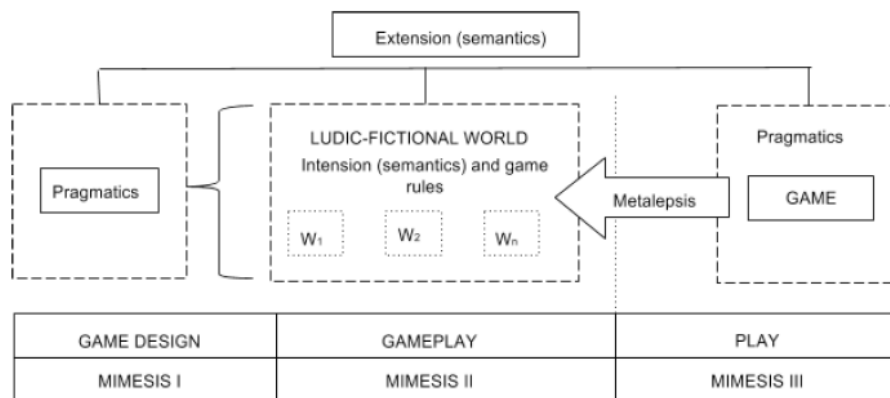 Extension (semantics)
Pragmatics
LUDIC-FICTIONAL WORLD
Intension (semantics) and game
rules
W1
W2
Wn
Metalepsis
Pragmatics
GAME
GAME DESIGN
GAMEPLAY
PLAY
MIMESIS I
MIMESIS II
MIMESIS III